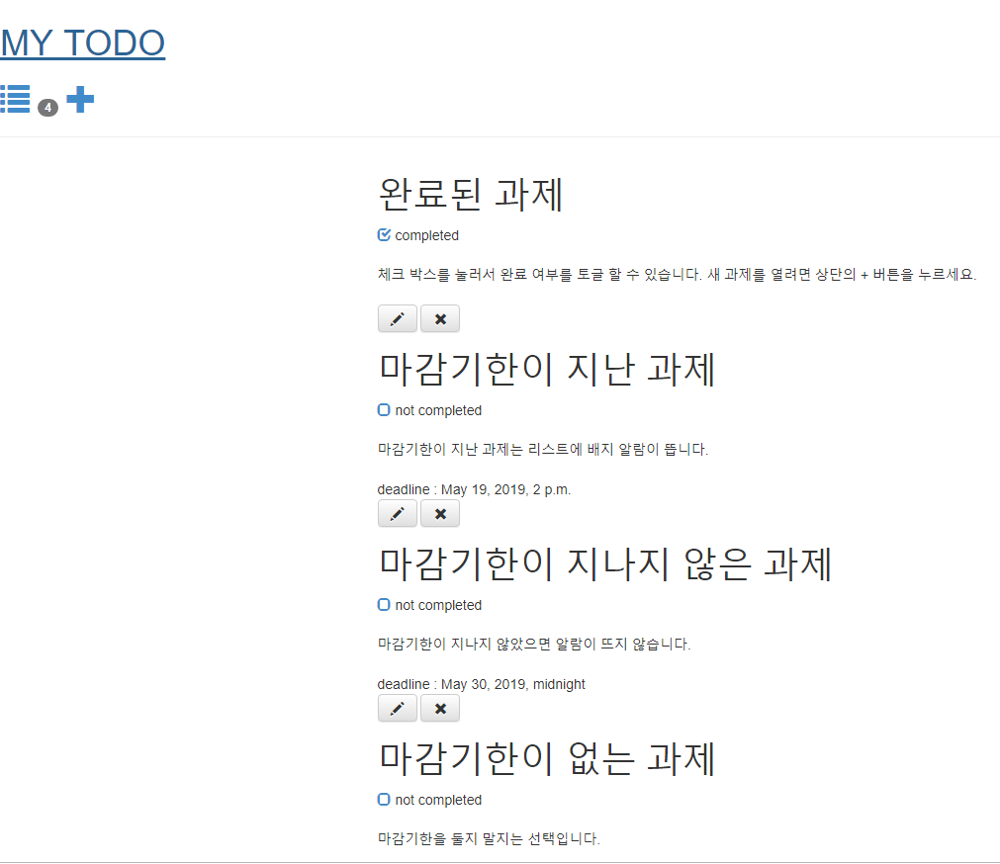 MY TODO
4
완료된 과제
completed
체크 박스를 눌러서 완료 여부를 토글 할 수 있습니다. 새 과제를 열려면 상단의 + 버튼을 누르세요.
마감기한이 지난 과제
not completed
마감기한이 지난 과제는 리스트에 배지 알람이 뜹니다.
deadline : May 19, 2019, 2 p.m.
마감기한이 지나지 않은 과제
not completed
마감기한이 지나지 않았으면 알람이 뜨지 않습니다.
deadline : May 30, 2019, midnight
마감기한이 없는 과제
not completed
마감기한을 둘지 말지는 선택입니다.